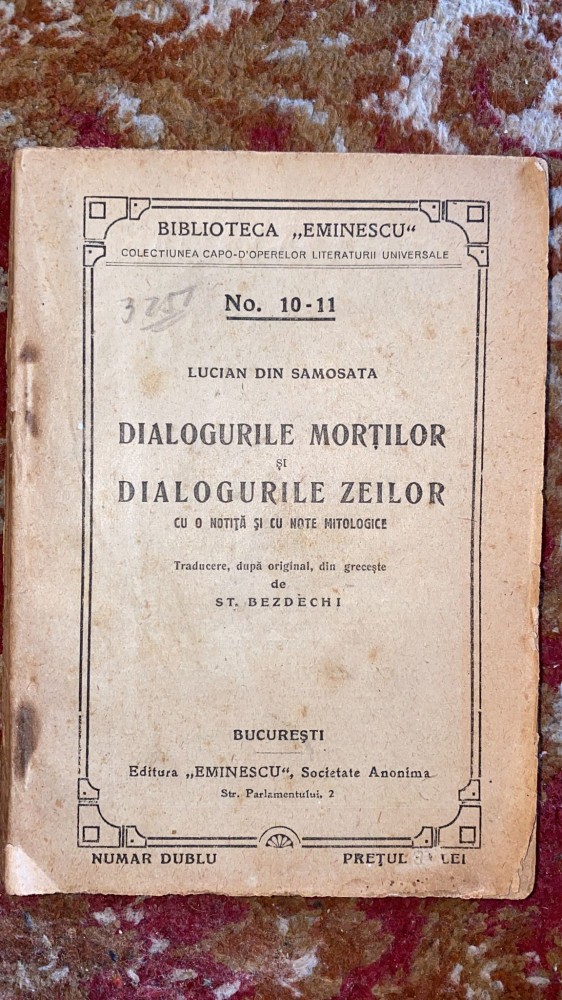 BIBLIOTECA „EMINESCU“
COLECTIUNEA CAPO-D'OPERELOR LITERATURII UNIVERSALE
3251
No. 10-11
LUCIAN DIN SAMOSATA
DIALOGURILE MORȚILOR
ȘI
DIALOGURILE ZEILOR
CU O NOTIȚĂ ȘI CU NOTE MITOLOGICE
Traducere, după original, din grecește
de
ST. BEZDECHI
BUCUREȘTI
Editura „EMINESCU“, Societate Anonima
Str. Parlamentului, 2
NUMAR DUBLU
PREȚUL LEI